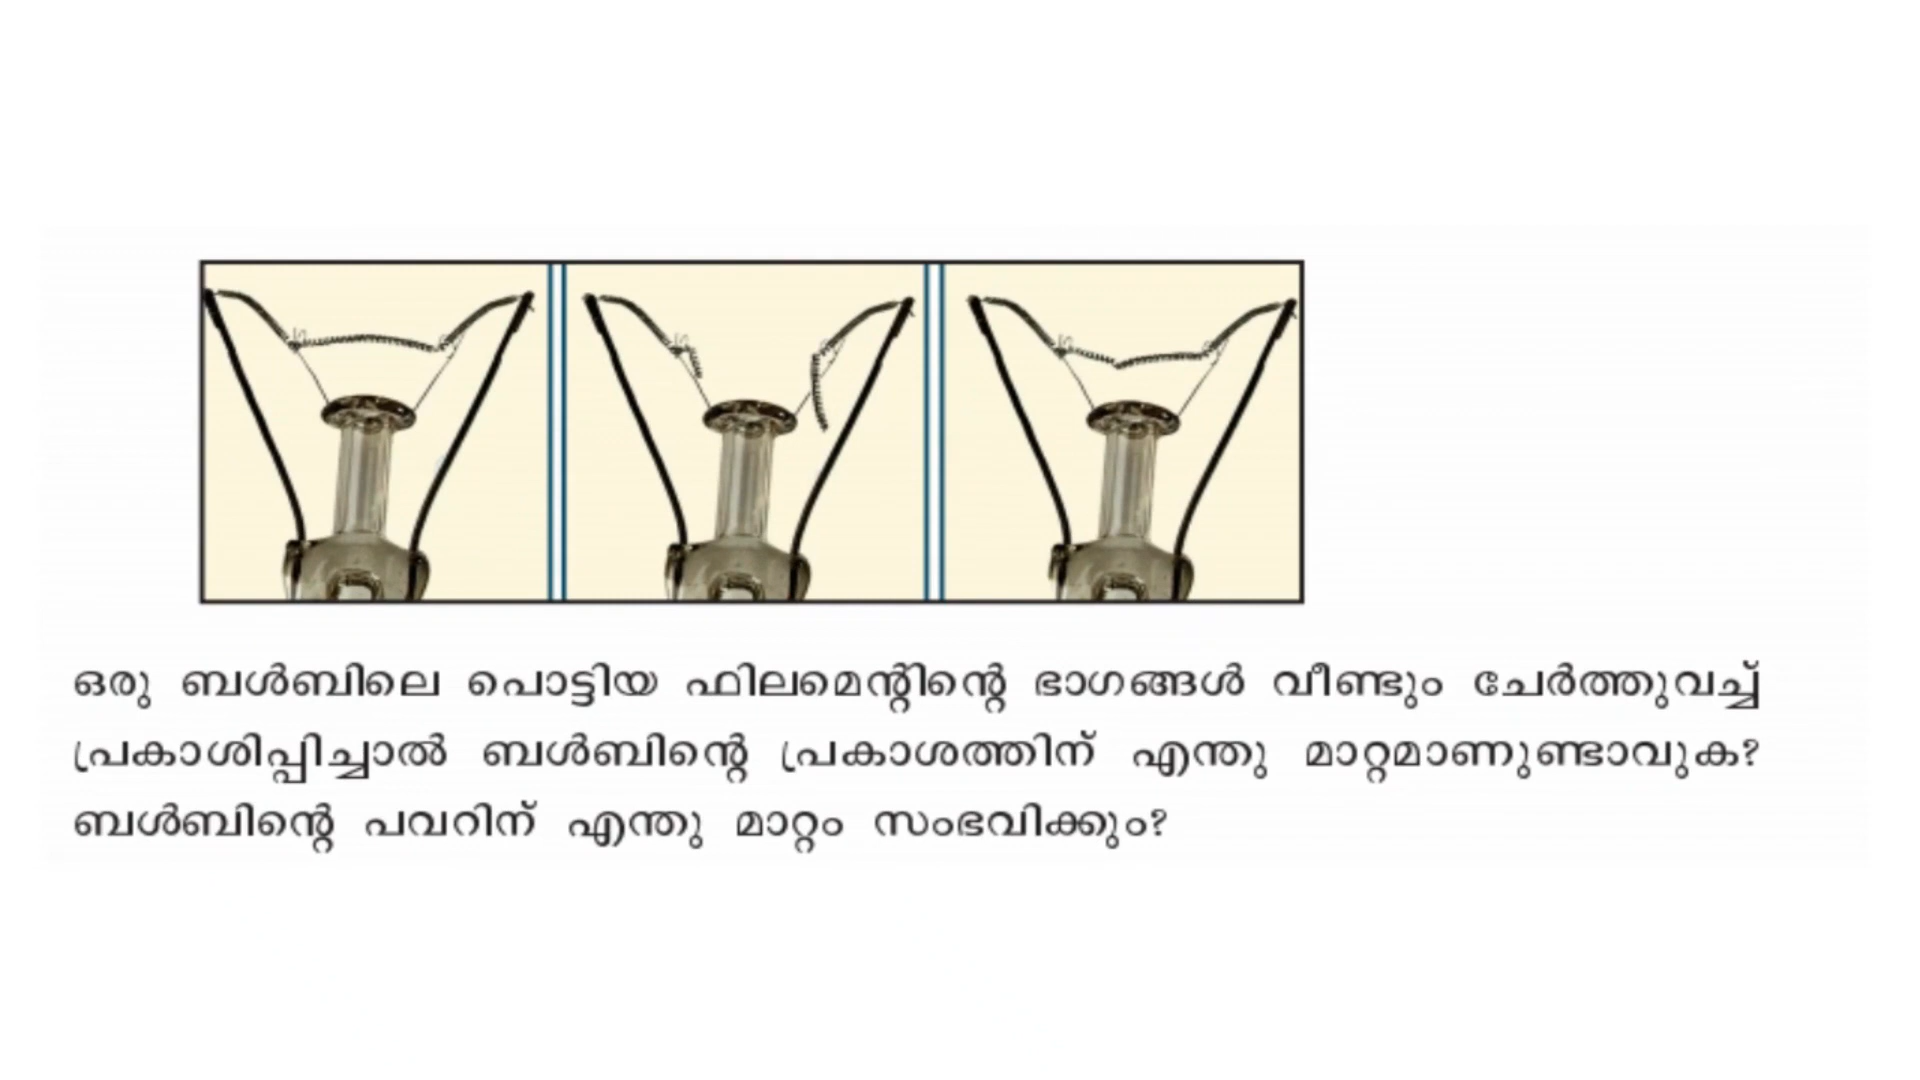 ഒരു ബൾബിലെ പൊട്ടിയ ഫിലമെന്റിന്റെ ഭാഗങ്ങൾ വീണ്ടും ചേർത്തുവച്ച്
പ്രകാശിപ്പിച്ചാൽ ബൾബിന്റെ പ്രകാശത്തിന് എന്തു മാറ്റമാണുണ്ടാവുക?
ബൾബിന്റെ പവറിന് എന്തു മാറ്റം സംഭവിക്കും?